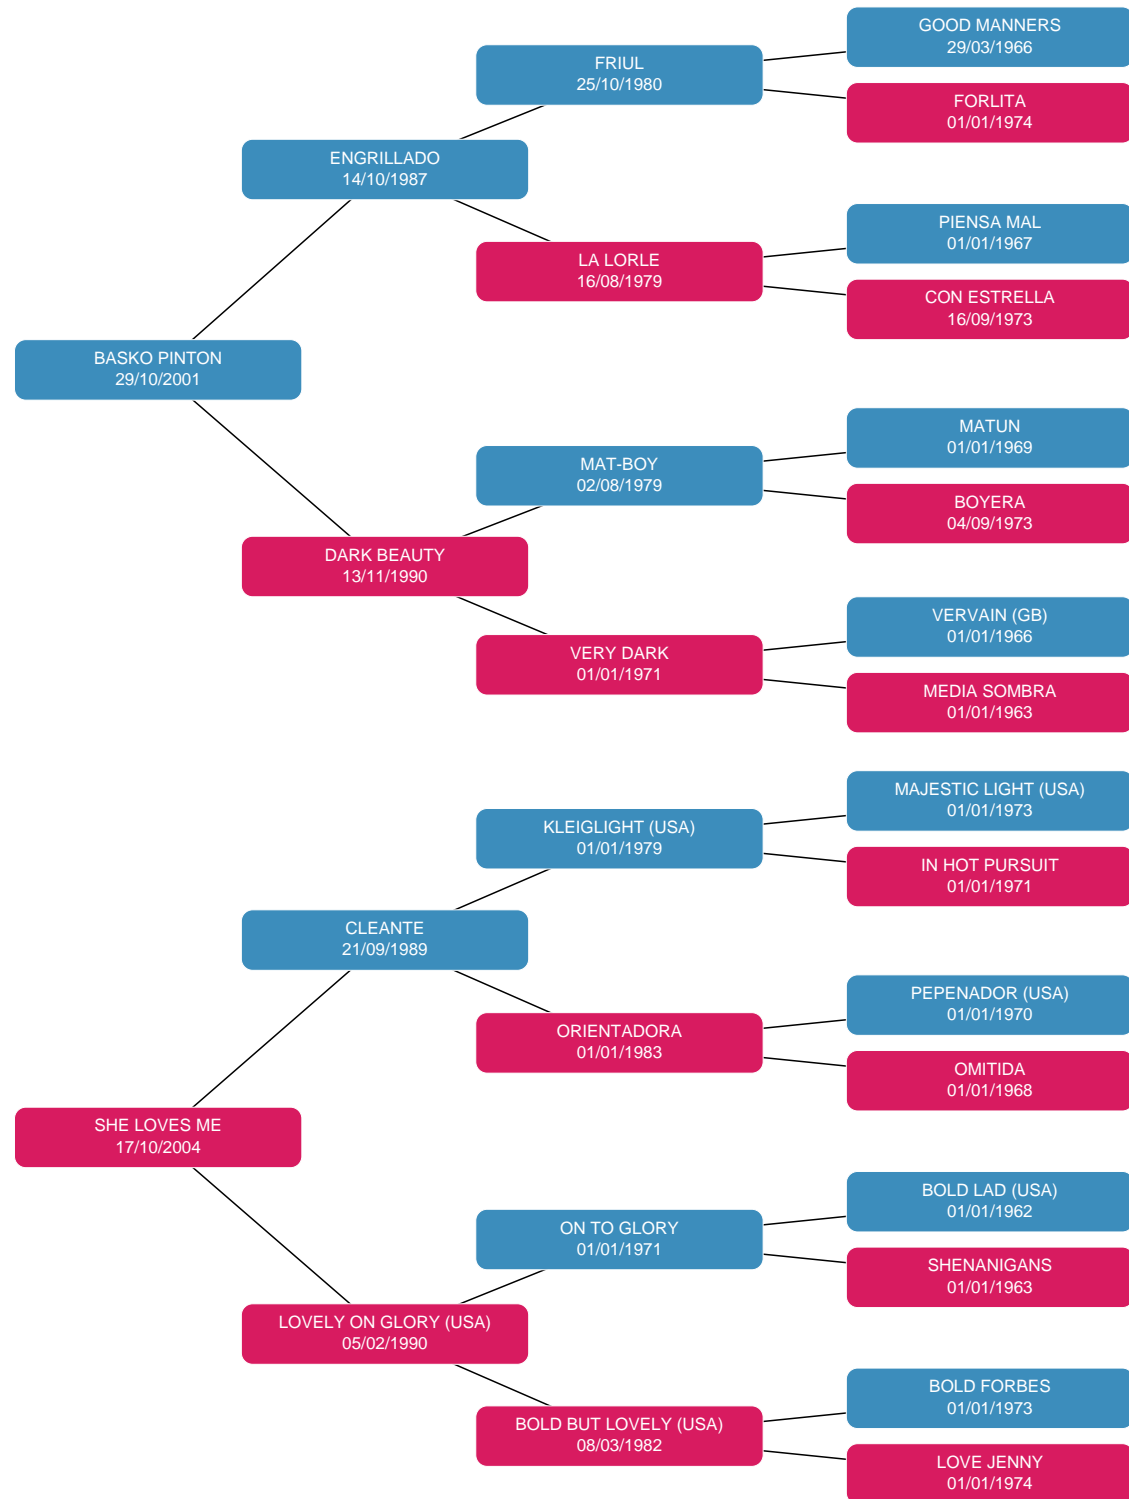 GOOD MANNERS
29/03/1966
FRIUL
25/10/1980
FORLITA
01/01/1974
ENGRILLADO
14/10/1987
PIENSA MAL
01/01/1967
LA LORLE
16/08/1979
CON ESTRELLA
16/09/1973
BASKO PINTON
29/10/2001
MATUN
01/01/1969
MAT-BOY
02/08/1979
BOYERA
04/09/1973
DARK BEAUTY
13/11/1990
VERVAIN (GB)
01/01/1966
VERY DARK
01/01/1971
MEDIA SOMBRA
01/01/1963
MAJESTIC LIGHT (USA)
01/01/1973
KLEIGLIGHT (USA)
01/01/1979
IN HOT PURSUIT
01/01/1971
CLEANTE
21/09/1989
PEPENADOR (USA)
01/01/1970
ORIENTADORA
01/01/1983
OMITIDA
01/01/1968
SHE LOVES ME
17/10/2004
BOLD LAD (USA)
01/01/1962
ON TO GLORY
01/01/1971
SHENANIGANS
01/01/1963
LOVELY ON GLORY (USA)
05/02/1990
BOLD FORBES
01/01/1973
BOLD BUT LOVELY (USA)
08/03/1982
LOVE JENNY
01/01/1974